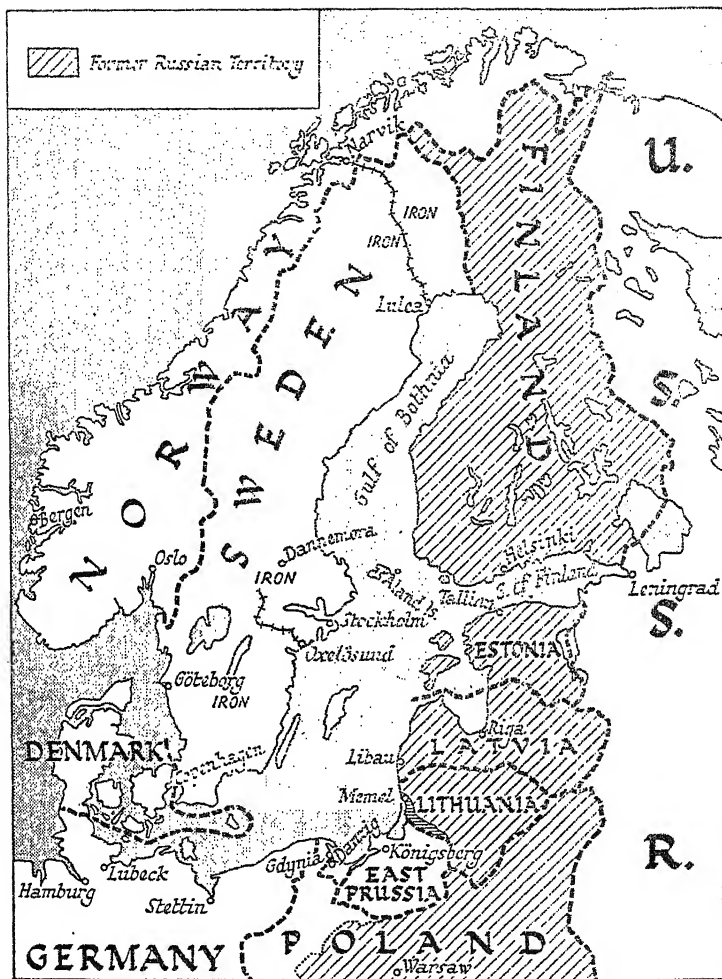 Former Russian Territory
Narvik
U.
FINLAND
IRON
IRON
NORWAY
SWEDEN
Lulea
S.
Gulf of Bothnia
Bergen
Oslo
Dannemora
IRON
Helsinki
Åland Is.
Tallinn
G. of Finland
Leningrad
Stockholm
S.
Oxelösund
ESTONIA
Göteborg
IRON
Riga
DENMARK
Copenhagen
Libau
LATVIA
Memel
LITHUANIA
R.
Gdynia
Danzig
Königsberg
Hamburg
Lübeck
EAST
PRUSSIA
Stettin
GERMANY
POLAND
Warsaw